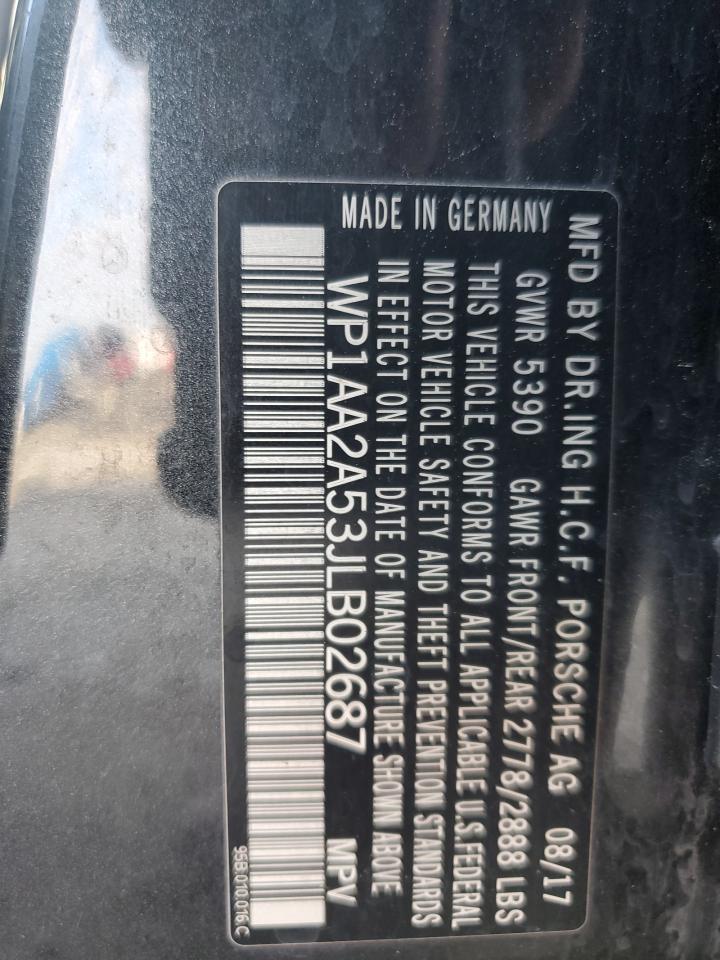 MFD BY DR.ING H.C.F. PORSCHE AG 08/17
GVWR 5390 GAWR FRONT/REAR 2778/2888 LBS
THIS VEHICLE CONFORMS TO ALL APPLICABLE U.S FEDERAL
MOTOR VEHICLE SAFETY AND THEFT PREVENTION STANDARDS
IN EFFECT ON THE DATE OF MANUFACTURE SHOWN ABOVE
MADE IN GERMANY
WP1AA2A53JLB02687 MPV
95B.010.016.C